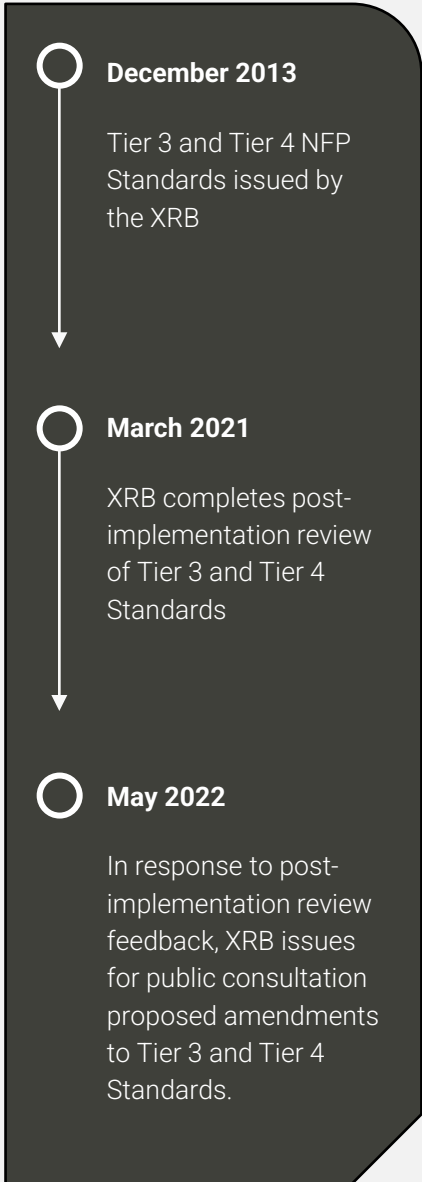 December 2013
Tier 3 and Tier 4 NFP
Standards issued by
the XRB
March 2021
XRB completes post-
implementation review
of Tier 3 and Tier 4
Standards
May 2022
In response to post-
implementation review
feedback, XRB issues
for public consultation
proposed amendments
to Tier 3 and Tier 4
Standards.